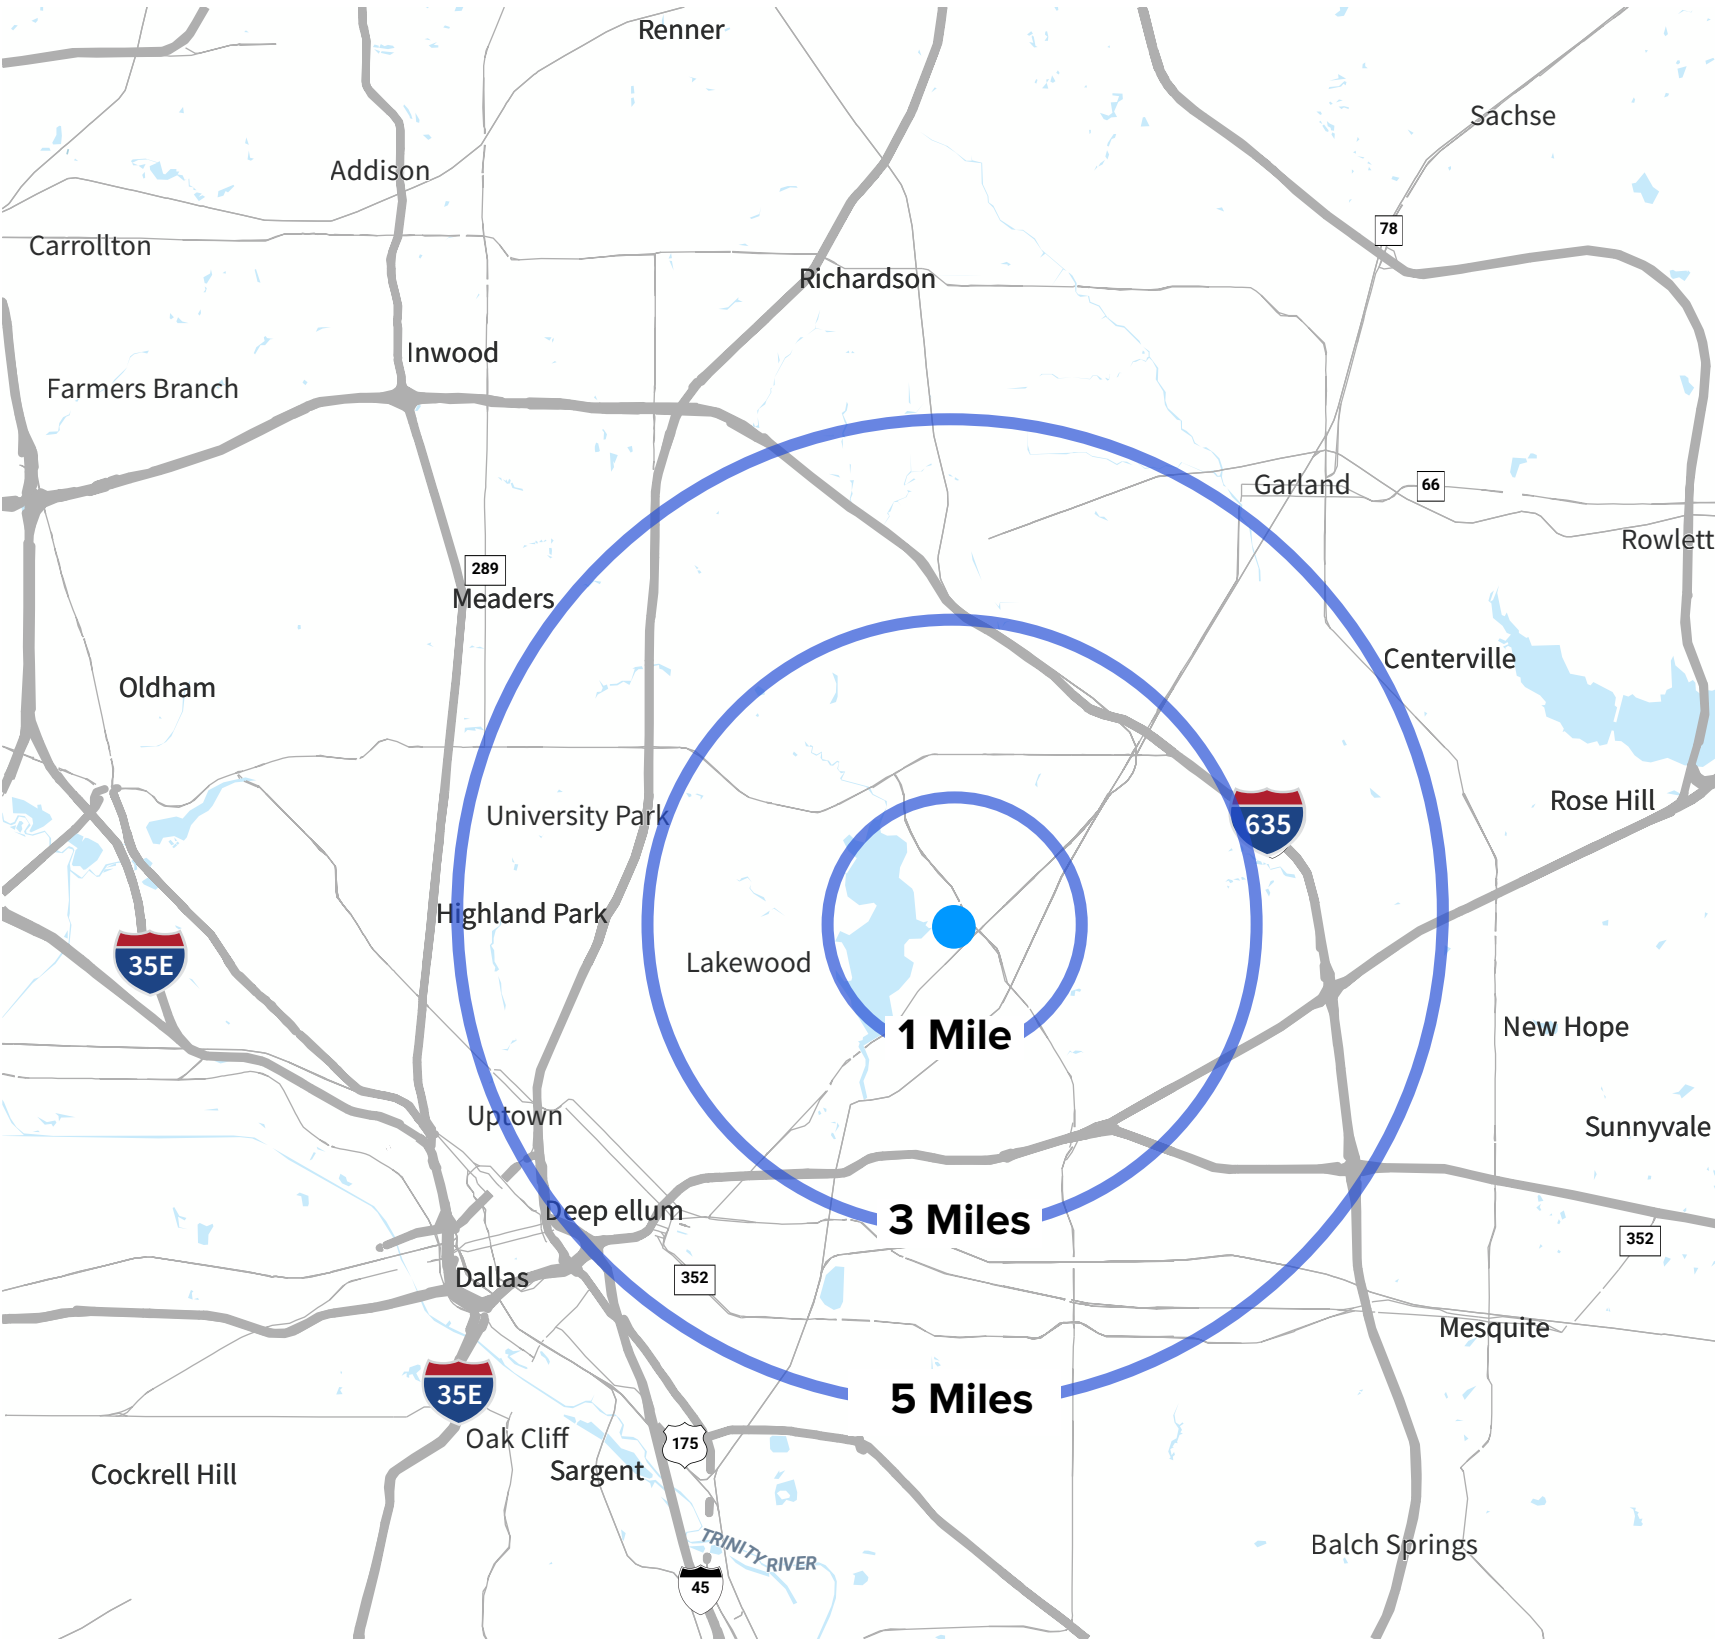 Renner
Sachse
Addison
78
Carrollton
Richardson
Inwood
Farmers Branch
Garland
66
Rowlett
289
Meaders
Centerville
Oldham
Rose Hill
University Park
635
Highland Park
35E
Lakewood
New Hope
1 Mile
Uptown
Sunnyvale
Deep ellum
3 Miles
352
Dallas
352
Mesquite
35E
5 Miles
Oak Cliff
175
Sargent
Cockrell Hill
TRINITY RIVER
Balch Springs
45